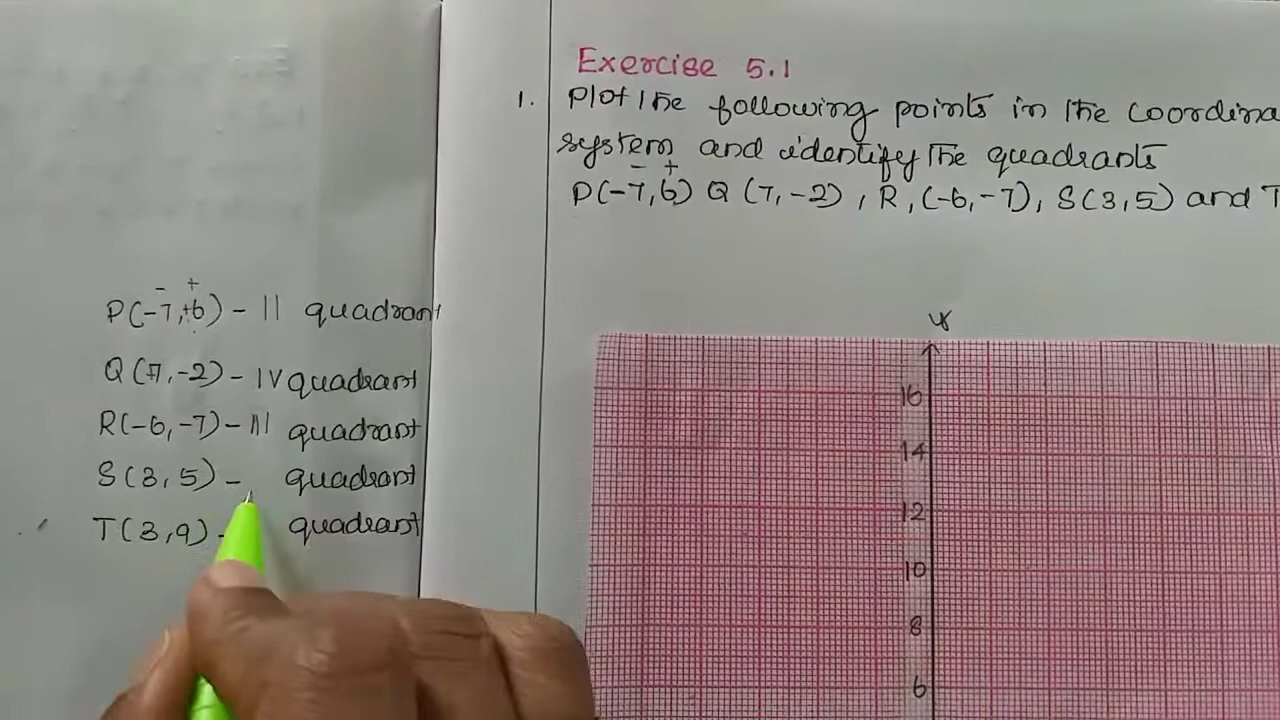 Exercise 5.1
1. Plot the following points in the coordina
system and identify the quadrants
- +
P(-7,6) Q (7,-2), R, (-6,-7), S(3,5) and T
- +
P(-7,+6) - II quadrant
Q(7,-2) - IV quadrant
R(-6,-7) - III quadrant
S(3,5) - quadrant
T(3,9) - quadrant
y
16
14
12
10
8
6